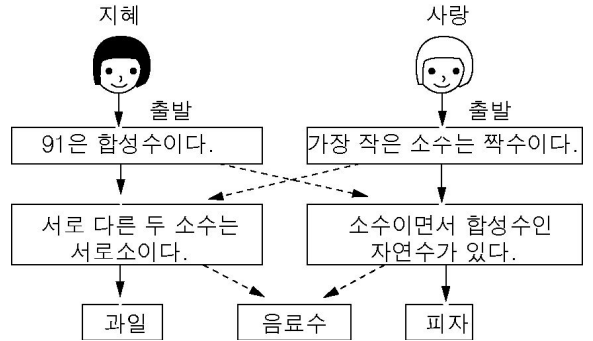 지혜
사랑
출발
출발
91은 합성수이다.
가장 작은 소수는 짝수이다.
서로 다른 두 소수는
서로소이다.
소수이면서 합성수인
자연수가 있다.
과일
음료수
피자